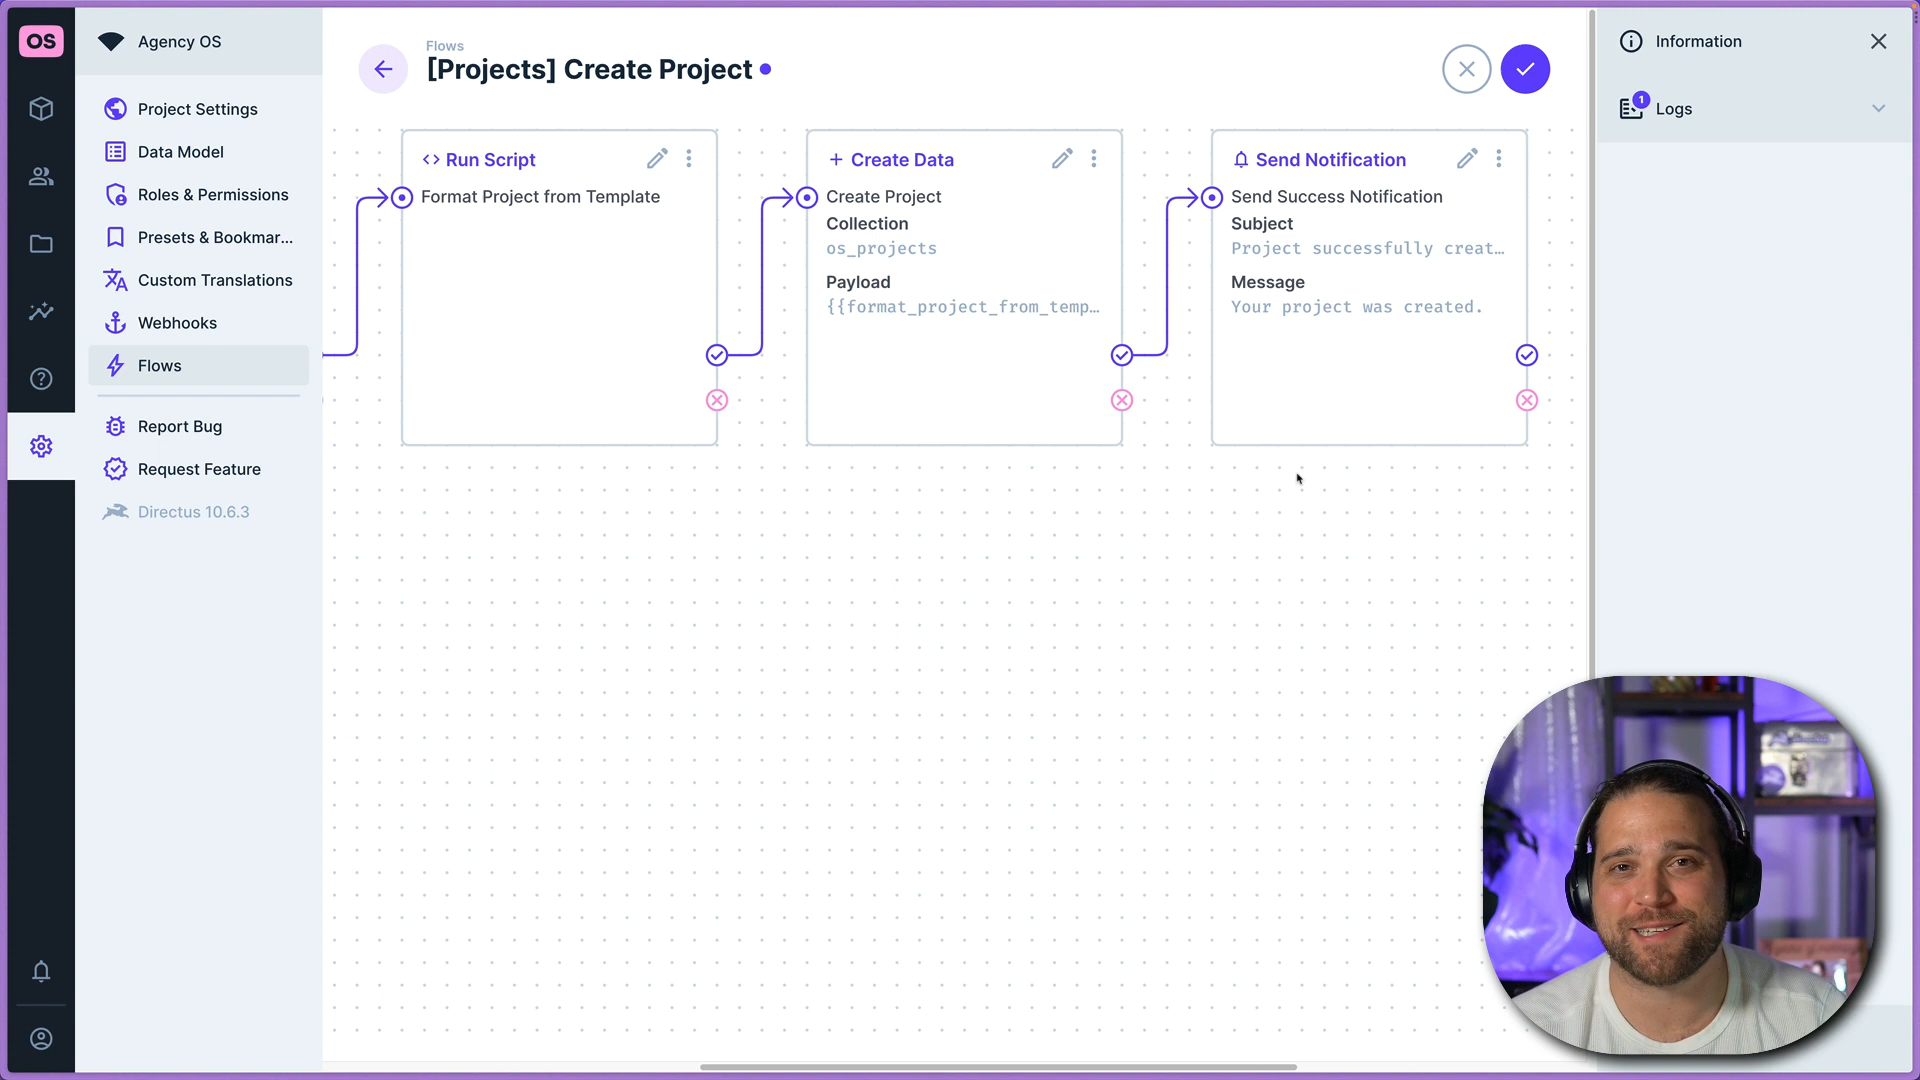 OS
Agency OS
Project Settings
Data Model
Roles & Permissions
Presets & Bookmar...
Custom Translations
Webhooks
Flows
Report Bug
Request Feature
Directus 10.6.3
Flows
[Projects] Create Project
Run Script
Format Project from Template
Create Data
Create Project
Collection
os_projects
Payload
{{format_project_from_temp…
Send Notification
Send Success Notification
Subject
Project successfully creat…
Message
Your project was created.
Information
1
Logs